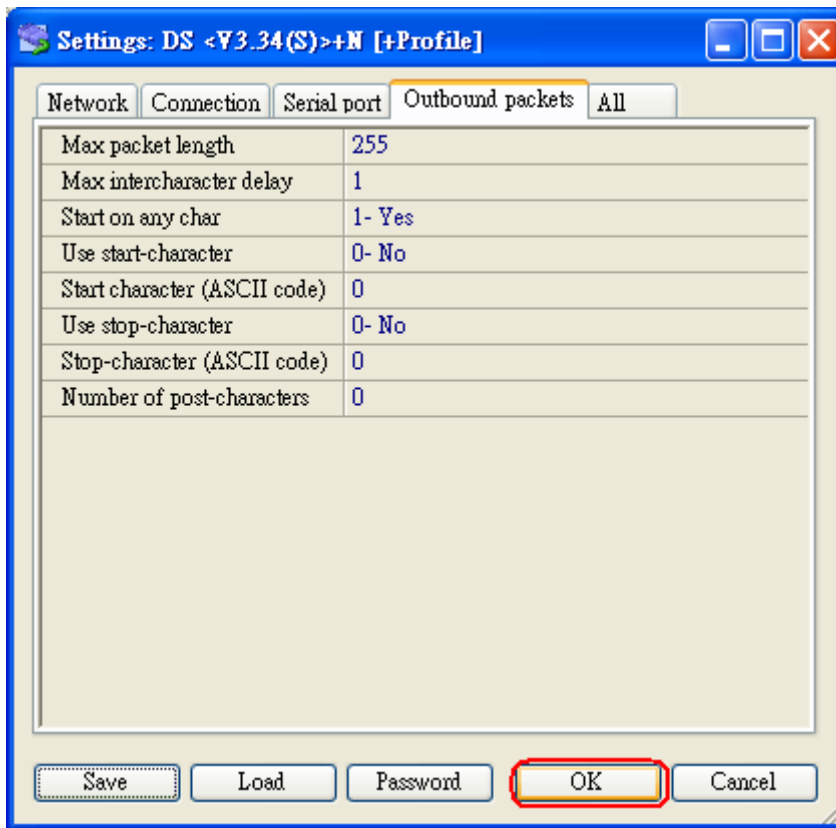 Settings: DS <V3.34(S)>+N [+Profile]
Network Connection Serial port Outbound packets All
Max packet length 255
Max intercharacter delay 1
Start on any char 1- Yes
Use start-character 0- No
Start character (ASCII code) 0
Use stop-character 0- No
Stop-character (ASCII code) 0
Number of post-characters 0
Save Load Password OK Cancel